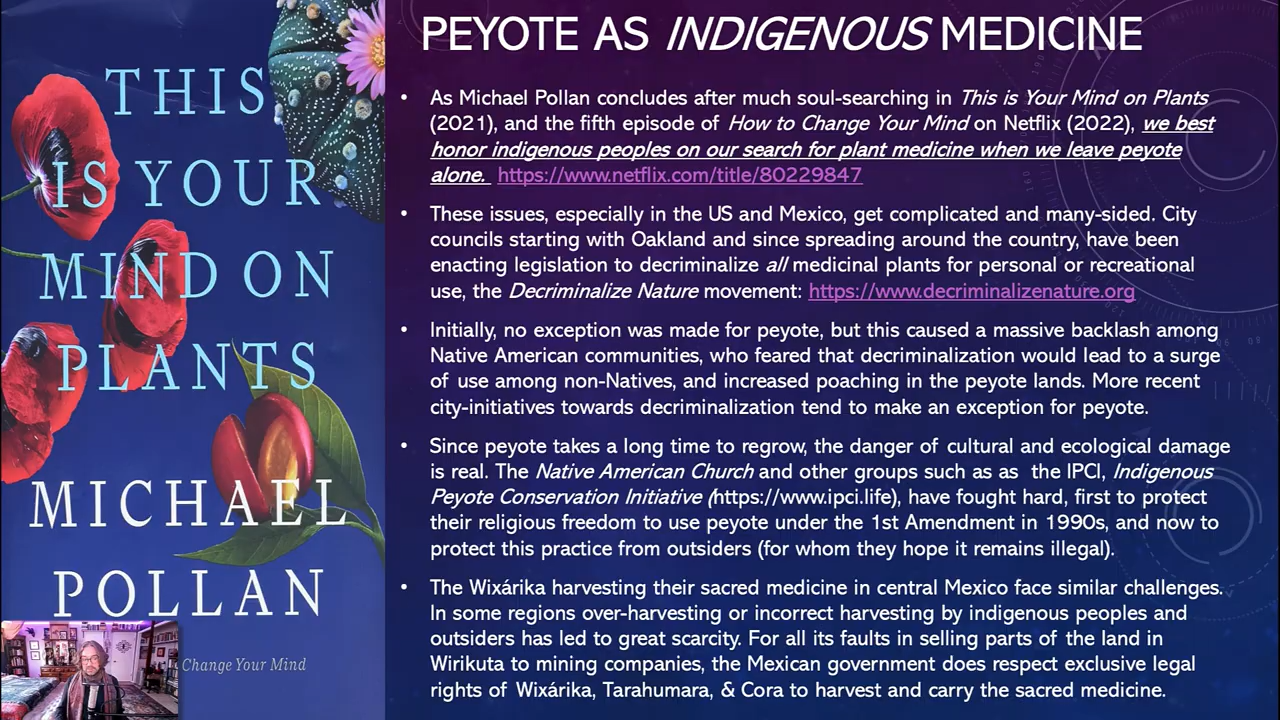 THIS
IS YOUR
MIND ON
PLANTS
MICHAEL
POLLAN
Change Your Mind
PEYOTE AS INDIGENOUS MEDICINE
• As Michael Pollan concludes after much soul-searching in This is Your Mind on Plants
(2021), and the fifth episode of How to Change Your Mind on Netflix (2022), we best
honor indigenous peoples on our search for plant medicine when we leave peyote
alone. https://www.netflix.com/title/80229847
• These issues, especially in the US and Mexico, get complicated and many-sided. City
councils starting with Oakland and since spreading around the country, have been
enacting legislation to decriminalize all medicinal plants for personal or recreational
use, the Decriminalize Nature movement: https://www.decriminalizenature.org
• Initially, no exception was made for peyote, but this caused a massive backlash among
Native American communities, who feared that decriminalization would lead to a surge
of use among non-Natives, and increased poaching in the peyote lands. More recent
city-initiatives towards decriminalization tend to make an exception for peyote.
• Since peyote takes a long time to regrow, the danger of cultural and ecological damage
is real. The Native American Church and other groups such as as the IPCI, Indigenous
Peyote Conservation Initiative (https://www.ipci.life), have fought hard, first to protect
their religious freedom to use peyote under the 1st Amendment in 1990s, and now to
protect this practice from outsiders (for whom they hope it remains illegal).
• The Wixárika harvesting their sacred medicine in central Mexico face similar challenges.
In some regions over-harvesting or incorrect harvesting by indigenous peoples and
outsiders has led to great scarcity. For all its faults in selling parts of the land in
Wirikuta to mining companies, the Mexican government does respect exclusive legal
rights of Wixárika, Tarahumara, & Cora to harvest and carry the sacred medicine.